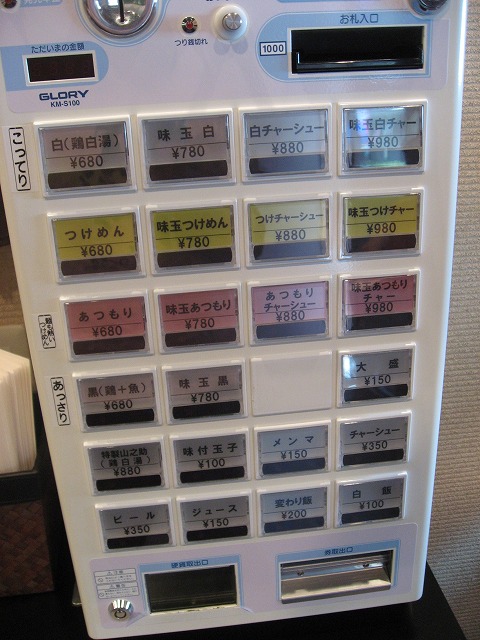 お札入口
ただいまの金額
つり銭切れ
1000
GLORY
KM-S100
こってり
白(鶏白湯)
¥680
味玉白
¥780
白チャーシュー
¥880
味玉白チャー
¥980
つけめん
¥680
味玉つけめん
¥780
つけチャーシュー
¥880
味玉つけチャー
¥980
あつもり
¥680
味玉あつもり
¥780
あつもり
チャーシュー
¥880
味玉あつもり
チャー
¥980
あっさり
黒(鶏+魚)
¥680
味玉黒
¥780
大盛
¥150
特製山之助
(鶏白湯)
¥880
味付玉子
¥100
メンマ
¥150
チャーシュー
¥350
ビール
¥350
ジュース
¥150
変わり飯
¥200
白飯
¥100
硬貨取出口
券取出口